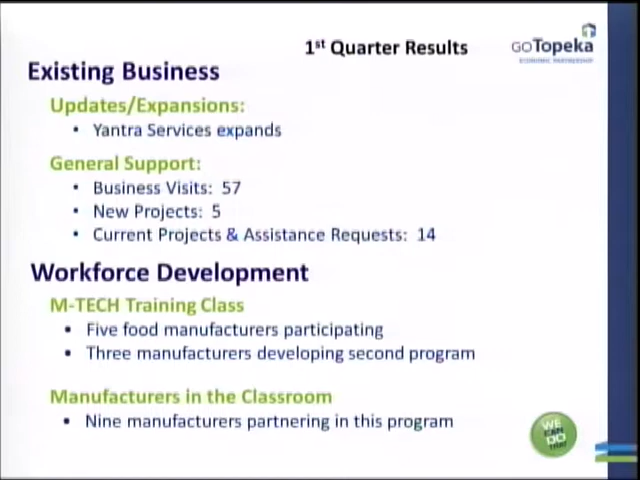 1st Quarter Results
GOTopeka
ECONOMIC PARTNERSHIP
Existing Business
Updates/Expansions:
• Yantra Services expands
General Support:
• Business Visits: 57
• New Projects: 5
• Current Projects & Assistance Requests: 14
Workforce Development
M-TECH Training Class
• Five food manufacturers participating
• Three manufacturers developing second program
Manufacturers in the Classroom
• Nine manufacturers partnering in this program
WE
CAN
DO
THAT